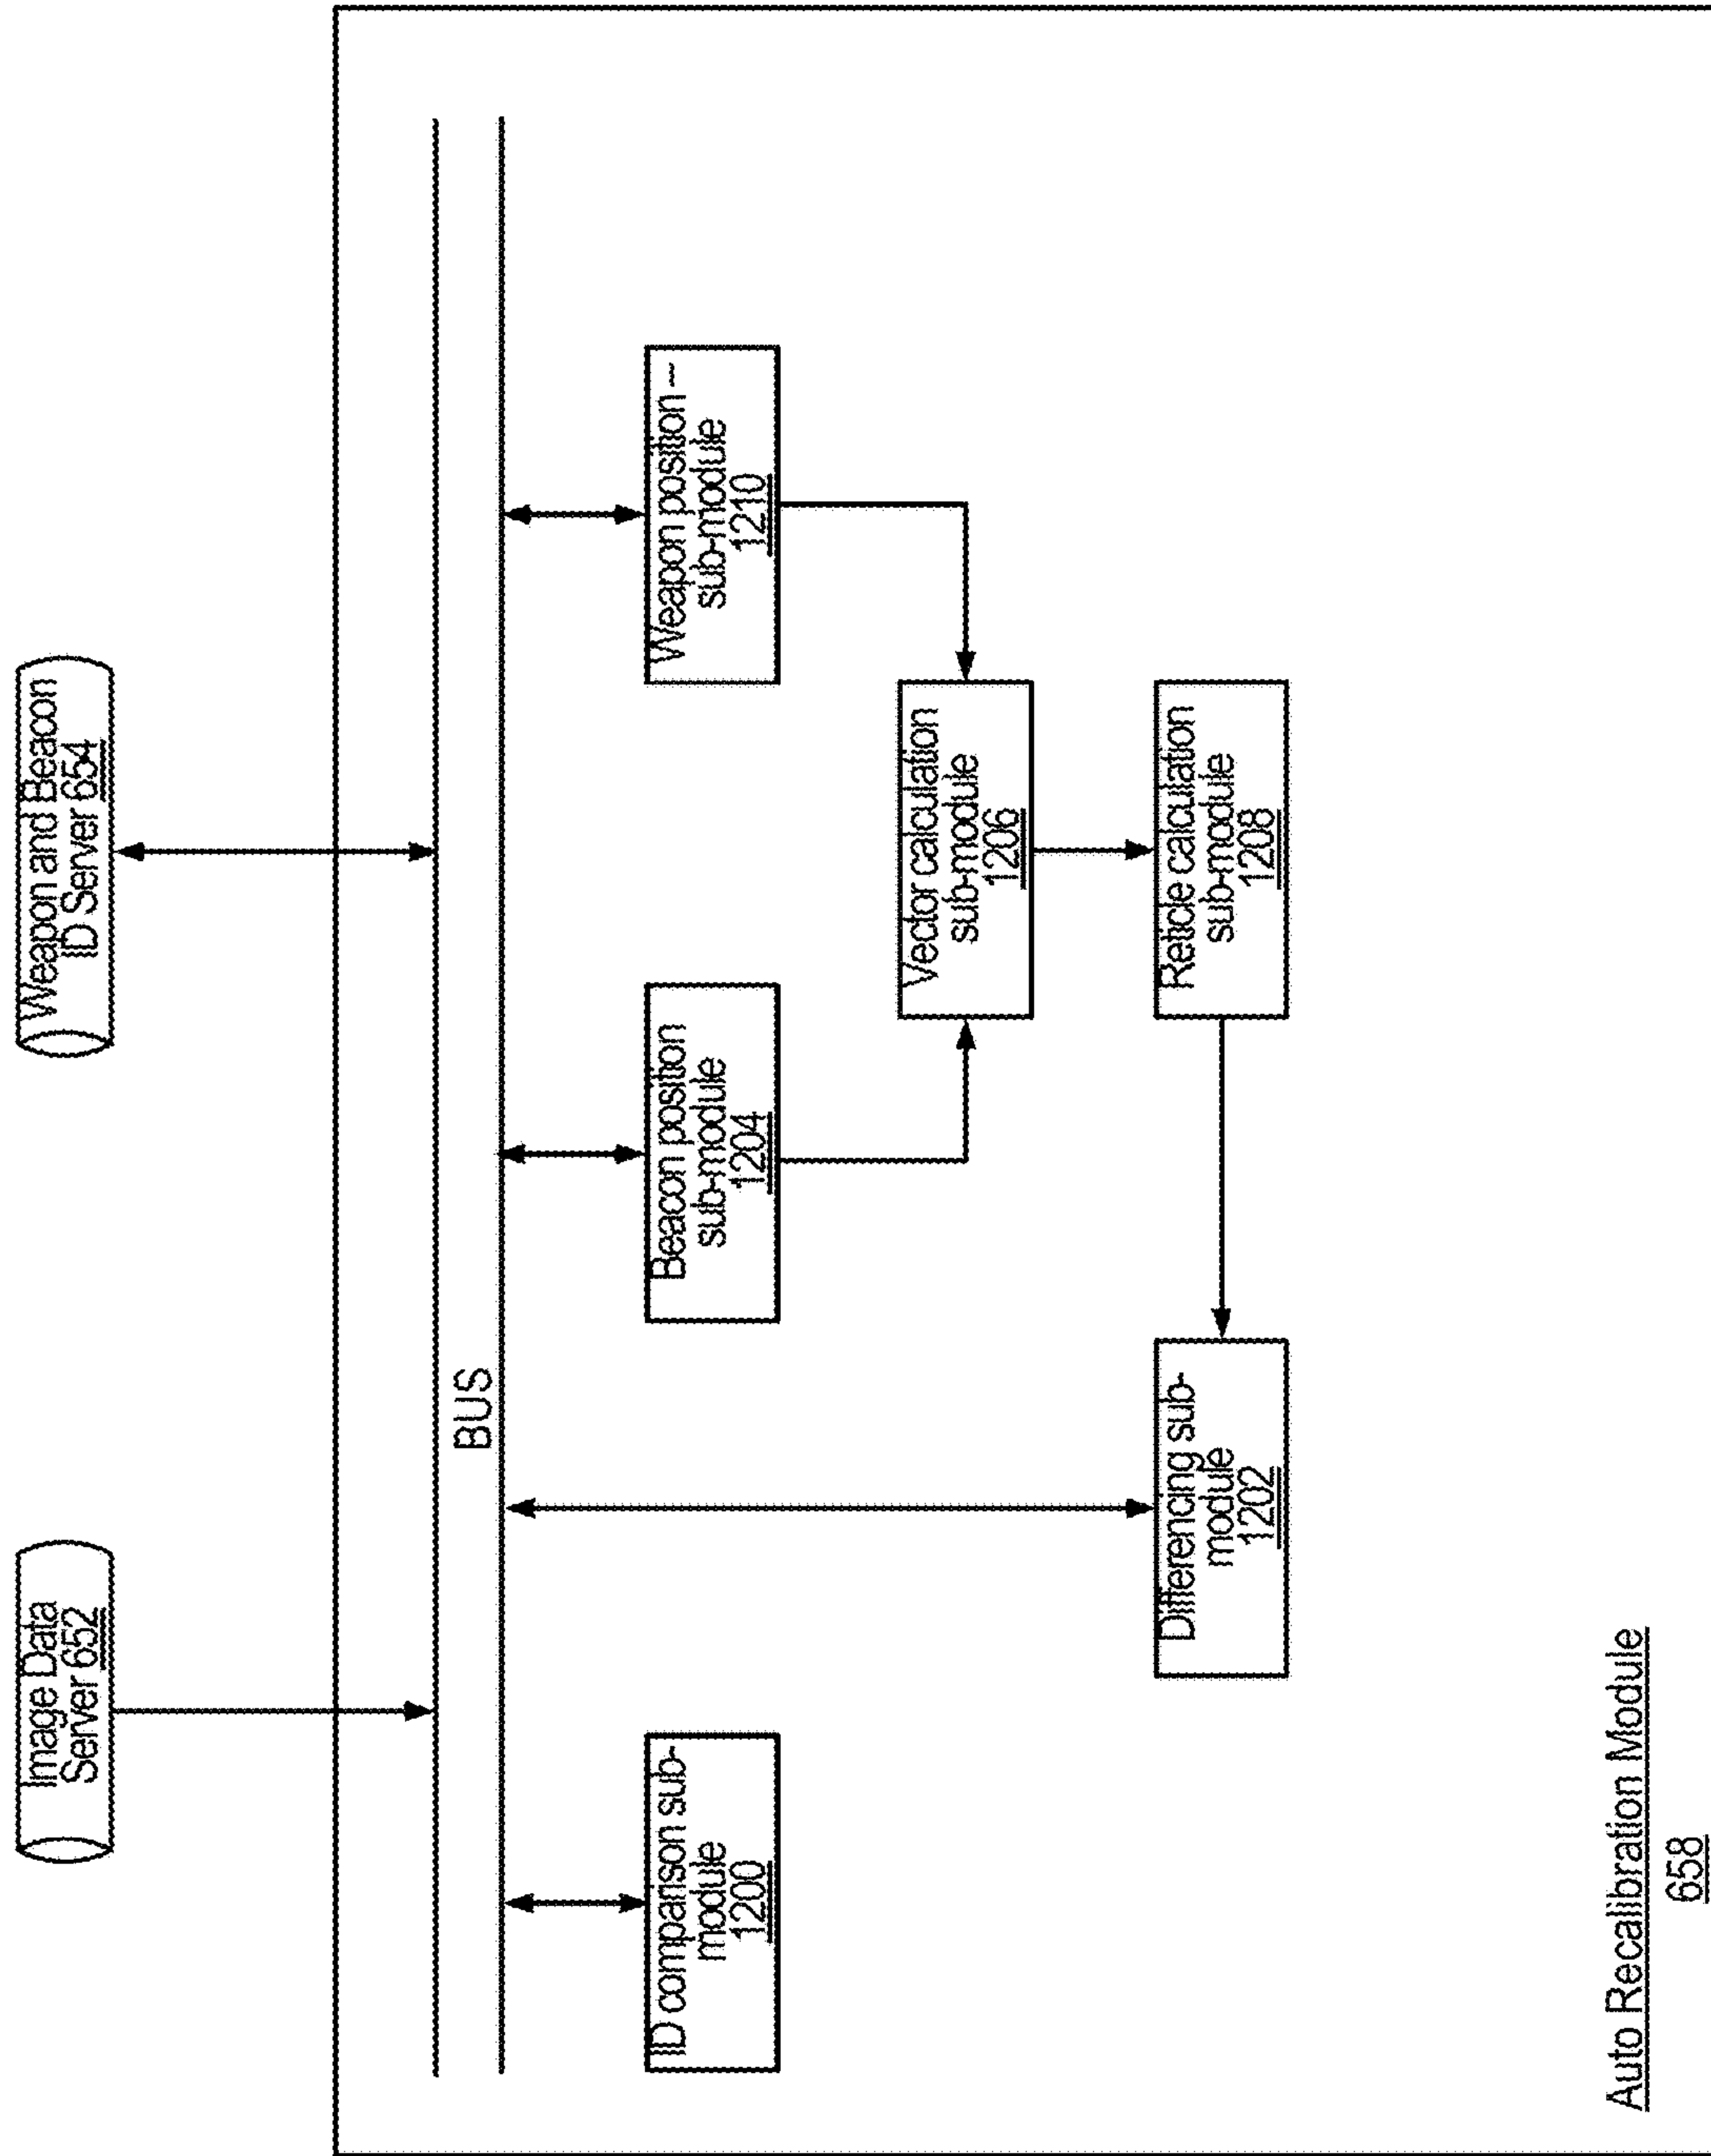 Image Data
Server 652
Weapon and Beacon
ID Server 654
BUS
ID comparison sub-
module
1200
Beacon position
sub-module
1204
Weapon position –
sub-module
1210
Vector calculation
sub-module
1206
Differencing sub-
module
1202
Reticle calculation
sub-module
1208
Auto Recalibration Module
658